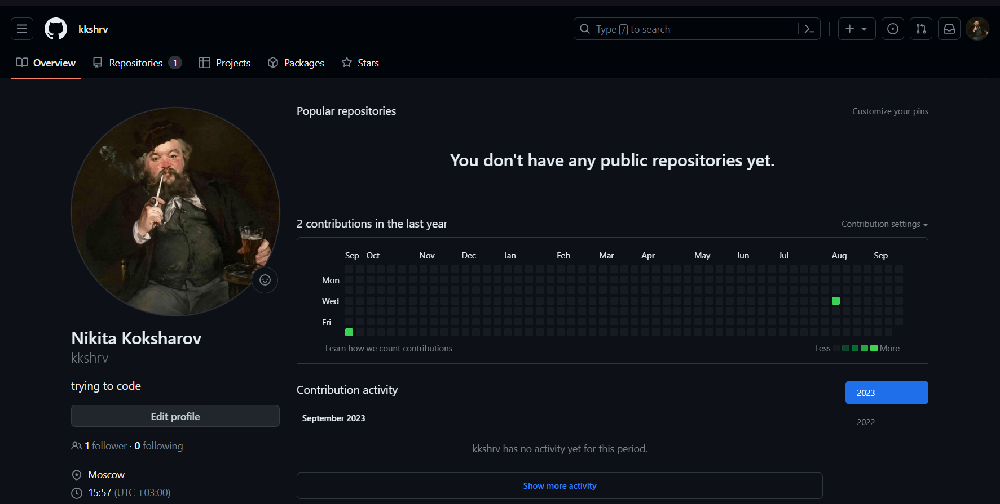 kkshrv
Type / to search
Overview
Repositories 1
Projects
Packages
Stars
Popular repositories
Customize your pins
You don't have any public repositories yet.
2 contributions in the last year
Contribution settings
Sep Oct Nov Dec Jan Feb Mar Apr May Jun Jul Aug Sep
Mon
Wed
Fri
Learn how we count contributions
Less More
Nikita Koksharov
kkshrv
trying to code
Edit profile
1 follower · 0 following
Moscow
15:57 (UTC +03:00)
Contribution activity
2023
2022
September 2023
kkshrv has no activity yet for this period.
Show more activity